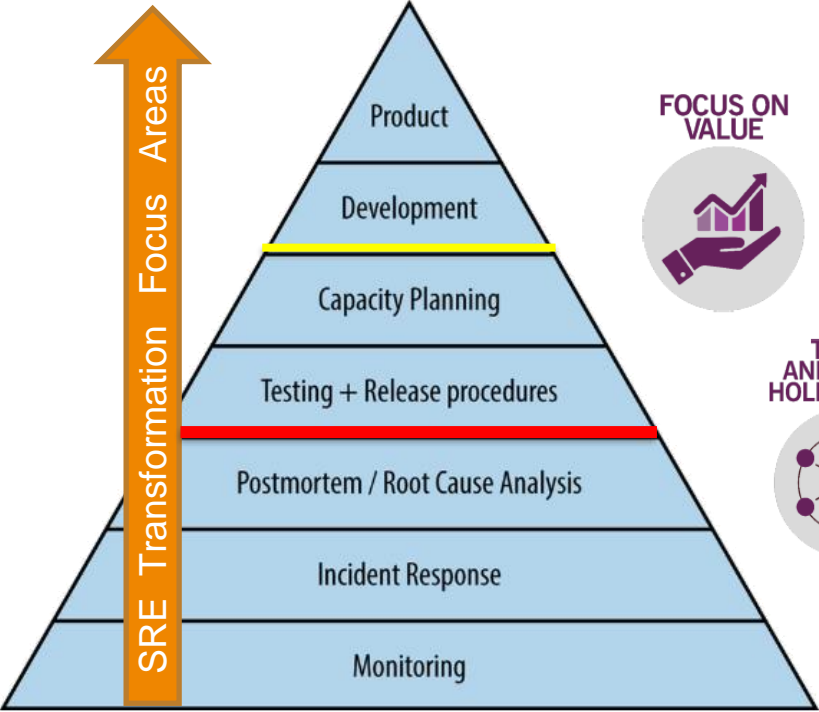 SRE Transformation Focus Areas
Product
Development
Capacity Planning
Testing + Release procedures
Postmortem / Root Cause Analysis
Incident Response
Monitoring
FOCUS ON
VALUE